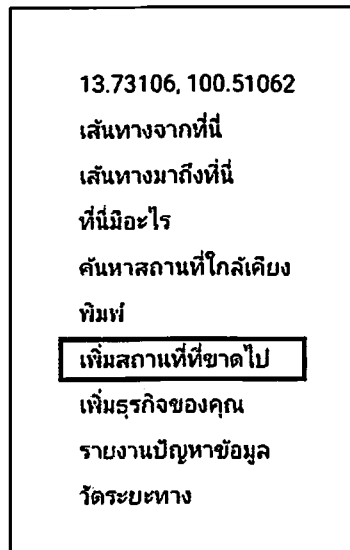 13.73106, 100.51062
เส้นทางจากที่นี่
เส้นทางมาถึงที่นี่
ที่นี่มีอะไร
ค้นหาสถานที่ใกล้เคียง
พิมพ์
เพิ่มสถานที่ที่ขาดไป
เพิ่มธุรกิจของคุณ
รายงานปัญหาข้อมูล
วัดระยะทาง